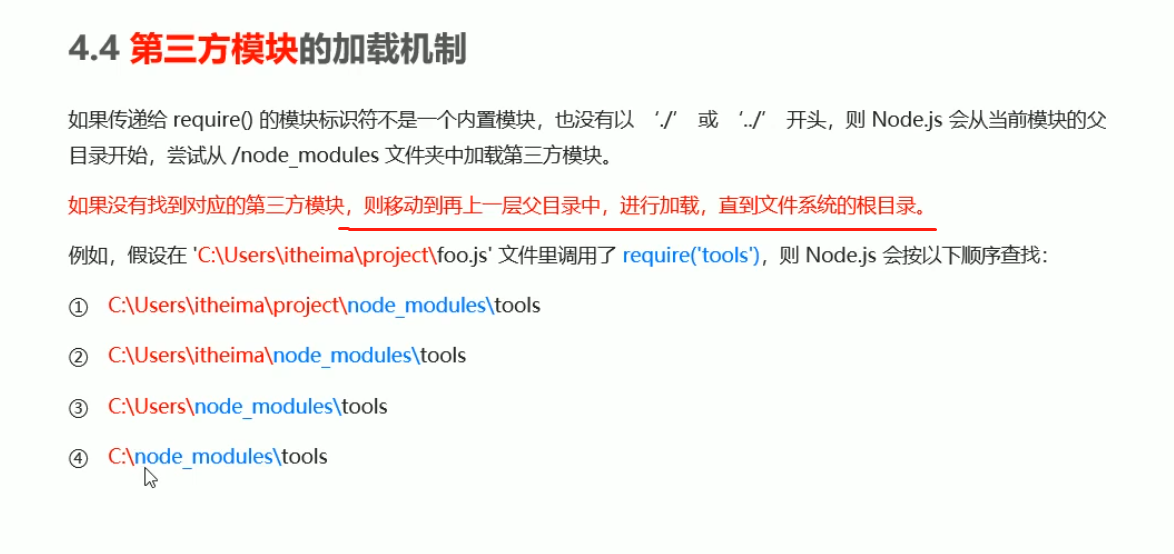 4.4 第三方模块的加载机制
如果传递给 require() 的模块标识符不是一个内置模块，也没有以 ‘./’ 或 ‘../’ 开头，则 Node.js 会从当前模块的父
目录开始，尝试从 /node_modules 文件夹中加载第三方模块。
如果没有找到对应的第三方模块，则移动到再上一层父目录中，进行加载，直到文件系统的根目录。
例如，假设在 'C:\Users\itheima\project\foo.js' 文件里调用了 require('tools')，则 Node.js 会按以下顺序查找：
① C:\Users\itheima\project\node_modules\tools
② C:\Users\itheima\node_modules\tools
③ C:\Users\node_modules\tools
④ C:\node_modules\tools